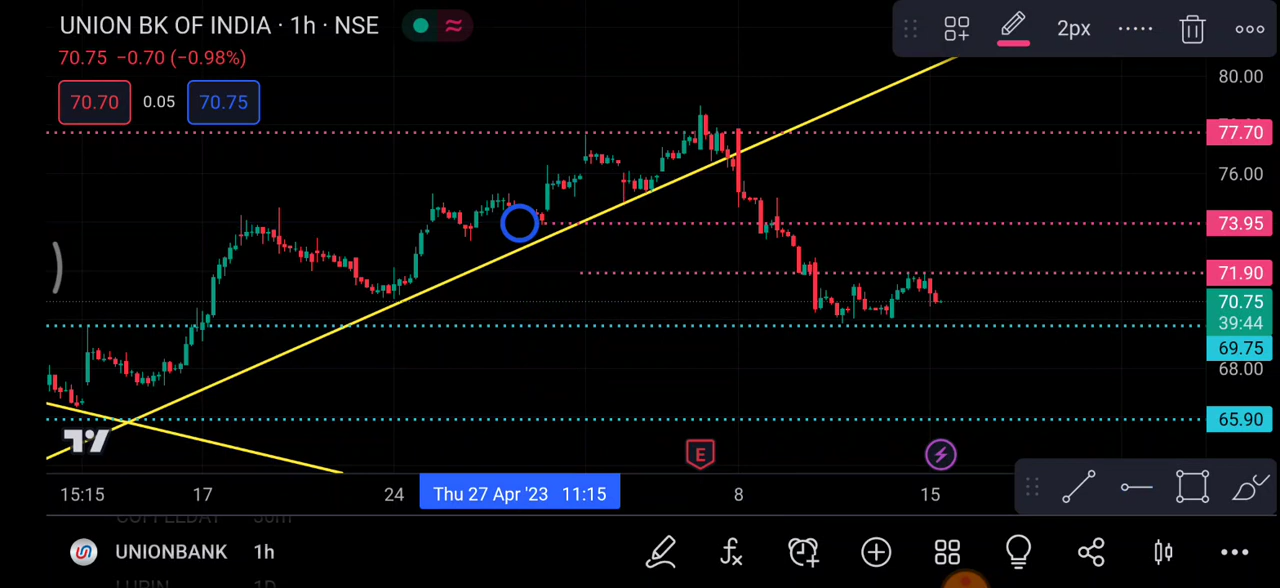 UNION BK OF INDIA · 1h · NSE
2px
70.75 −0.70 (−0.98%)
70.70 0.05 70.75
80.00
77.70
76.00
73.95
71.90
70.75
39:44
69.75
68.00
65.90
E
15:15 17 24 Thu 27 Apr '23 11:15 8 15
UNIONBANK 1h